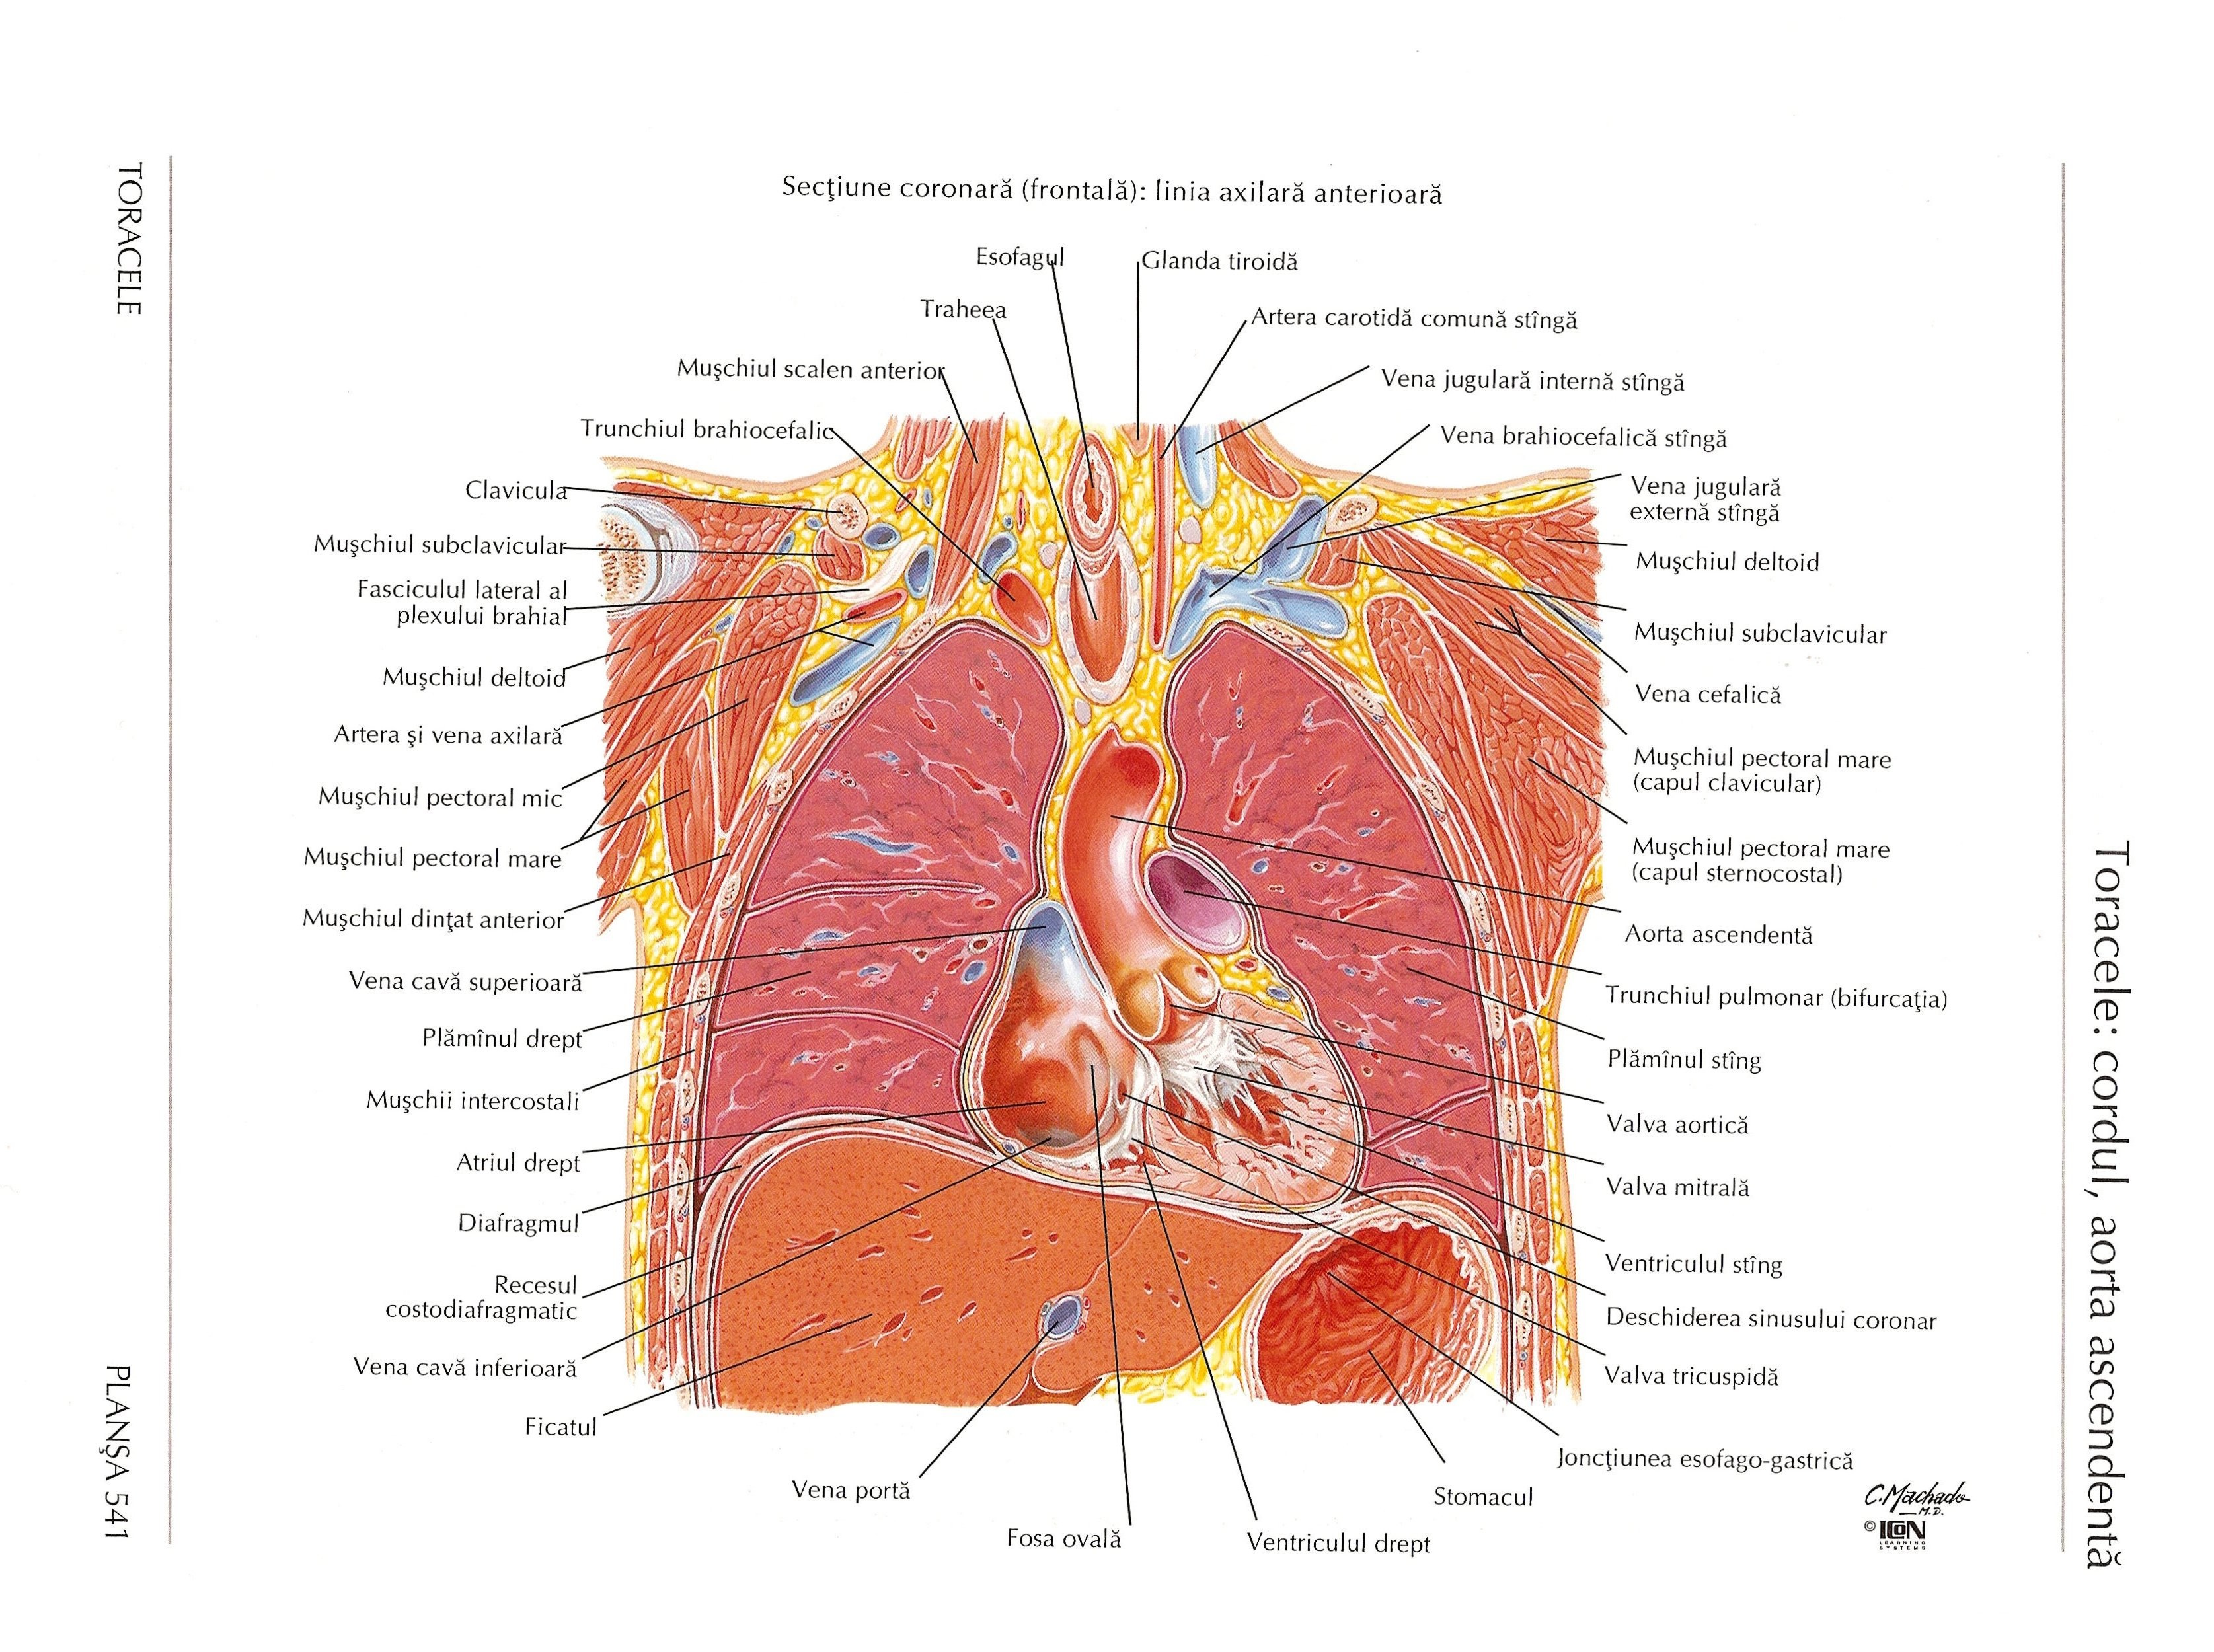 TORACELE
PLANŞA 541
Secţiune coronară (frontală): linia axilară anterioară
Esofagul
Traheea
Muşchiul scalen anterior
Trunchiul brahiocefalic
Clavicula
Muşchiul subclavicular
Fasciculul lateral al
plexului brahial
Muşchiul deltoid
Artera şi vena axilară
Muşchiul pectoral mic
Muşchiul pectoral mare
Muşchiul dinţat anterior
Vena cavă superioară
Plămînul drept
Muşchii intercostali
Atriul drept
Diafragmul
Recesul
costodiafragmatic
Vena cavă inferioară
Ficatul
Vena portă
Fosa ovală
Ventriculul drept
Stomacul
Joncţiunea esofago-gastrică
Glanda tiroidă
Artera carotidă comună stîngă
Vena jugulară internă stîngă
Vena brahiocefalică stîngă
Vena jugulară
externă stîngă
Muşchiul deltoid
Muşchiul subclavicular
Vena cefalică
Muşchiul pectoral mare
(capul clavicular)
Muşchiul pectoral mare
(capul sternocostal)
Aorta ascendentă
Trunchiul pulmonar (bifurcaţia)
Plămînul stîng
Valva aortică
Valva mitrală
Ventriculul stîng
Deschiderea sinusului coronar
Valva tricuspidă
C. Machado
M.D.
© ICON
LEARNING
SYSTEMS
Toracele: cordul, aorta ascendentă